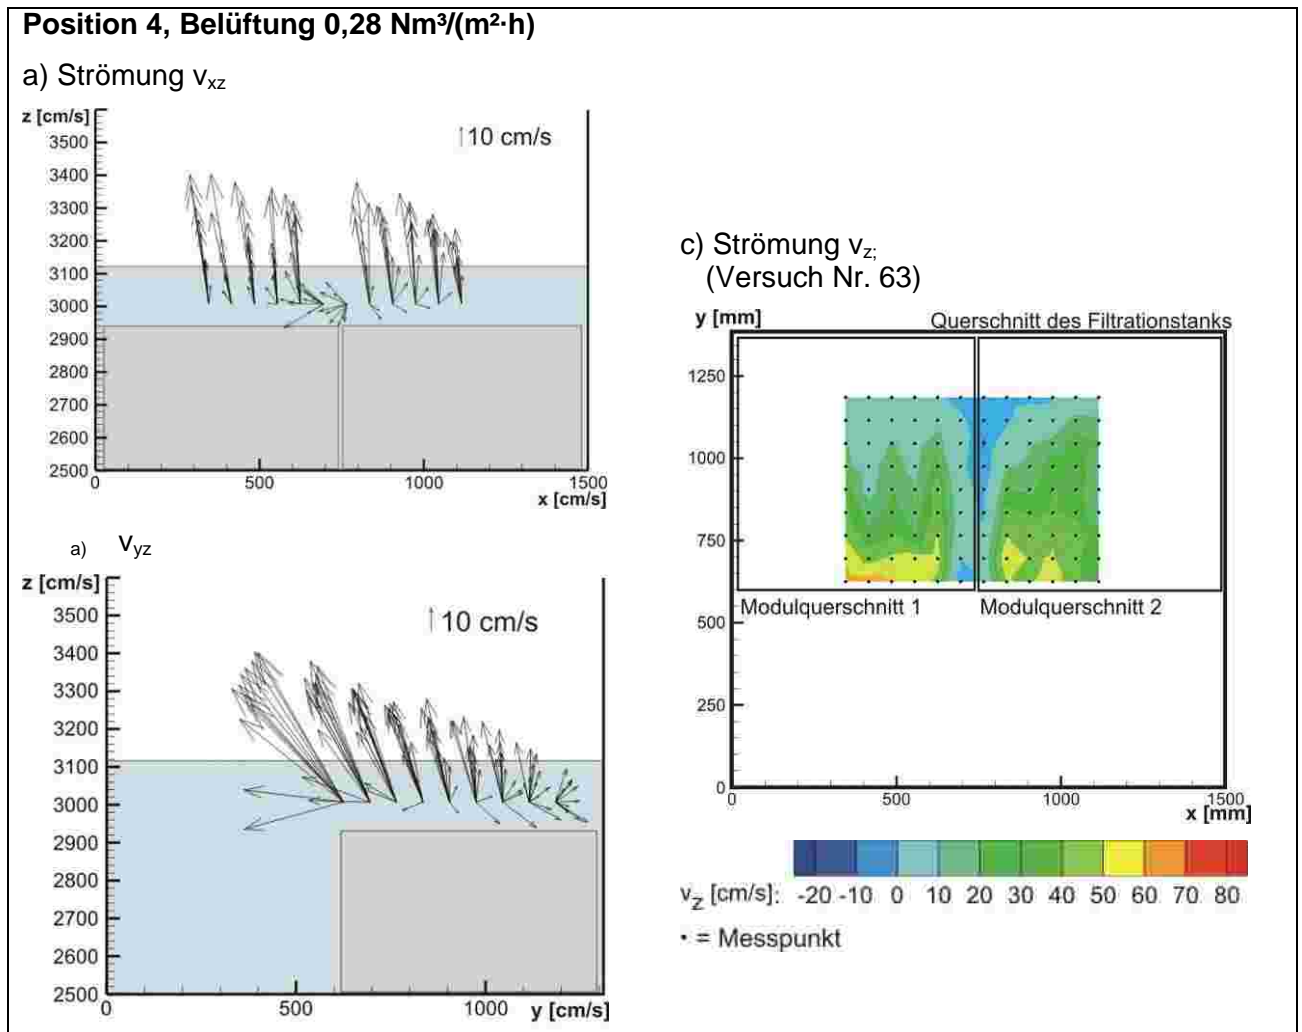 Position 4, Belüftung 0,28 Nm³/(m²·h)
a) Strömung vxz
z [cm/s]
10 cm/s
3500
3400
3300
3200
3100
3000
2900
2800
2700
2600
2500
0 500 1000 1500
x [cm/s]
a) vyz
z [cm/s]
10 cm/s
3500
3400
3300
3200
3100
3000
2900
2800
2700
2600
2500
0 500 1000
y [cm/s]
c) Strömung vz;
(Versuch Nr. 63)
y [mm]
Querschnitt des Filtrationstanks
1250
1000
750
Modulquerschnitt 1 Modulquerschnitt 2
500
250
0
0 500 1000 1500
x [mm]
vz [cm/s]: -20 -10 0 10 20 30 40 50 60 70 80
• = Messpunkt